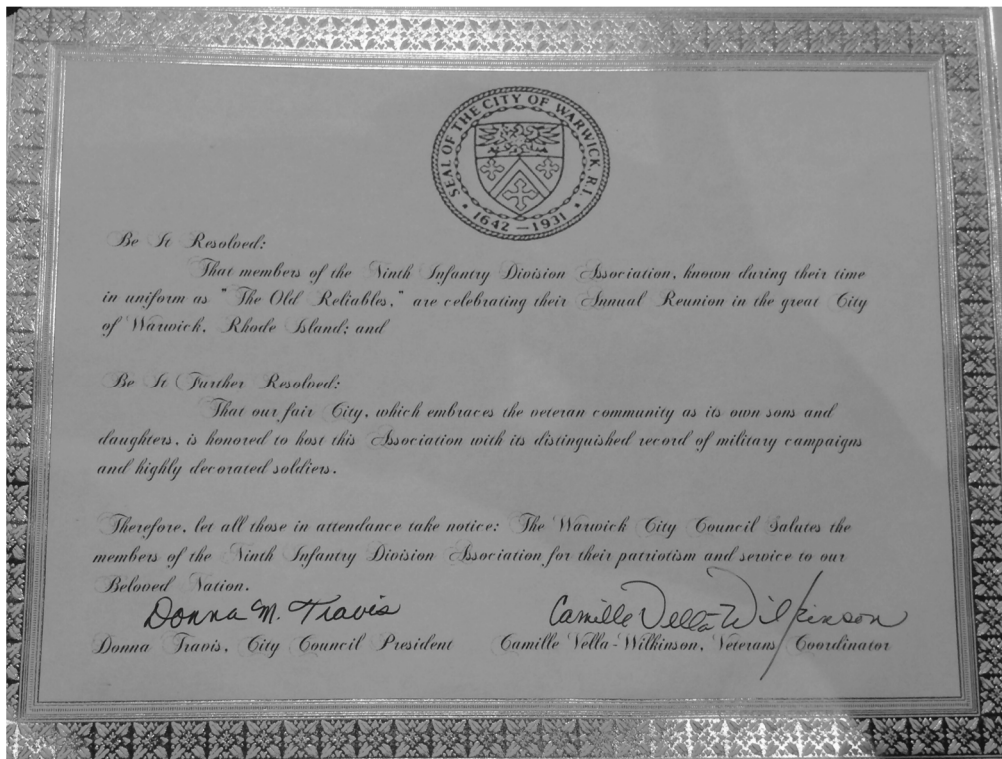 SEAL OF THE CITY OF WARWICK, R.I.
1642 – 1931
Be It Resolved:
That members of the Ninth Infantry Division Association, known during their time
in uniform as "The Old Reliables," are celebrating their Annual Reunion in the great City
of Warwick, Rhode Island; and
Be It Further Resolved:
That our fair City, which embraces the veteran community as its own sons and
daughters, is honored to host this Association with its distinguished record of military campaigns
and highly decorated soldiers.
Therefore, let all those in attendance take notice: The Warwick City Council Salutes the
members of the Ninth Infantry Division Association for their patriotism and service to our
Beloved Nation.
Donna M. Travis
Camille Vella-Wilkinson
Donna Travis, City Council President
Camille Vella-Wilkinson, Veterans Coordinator